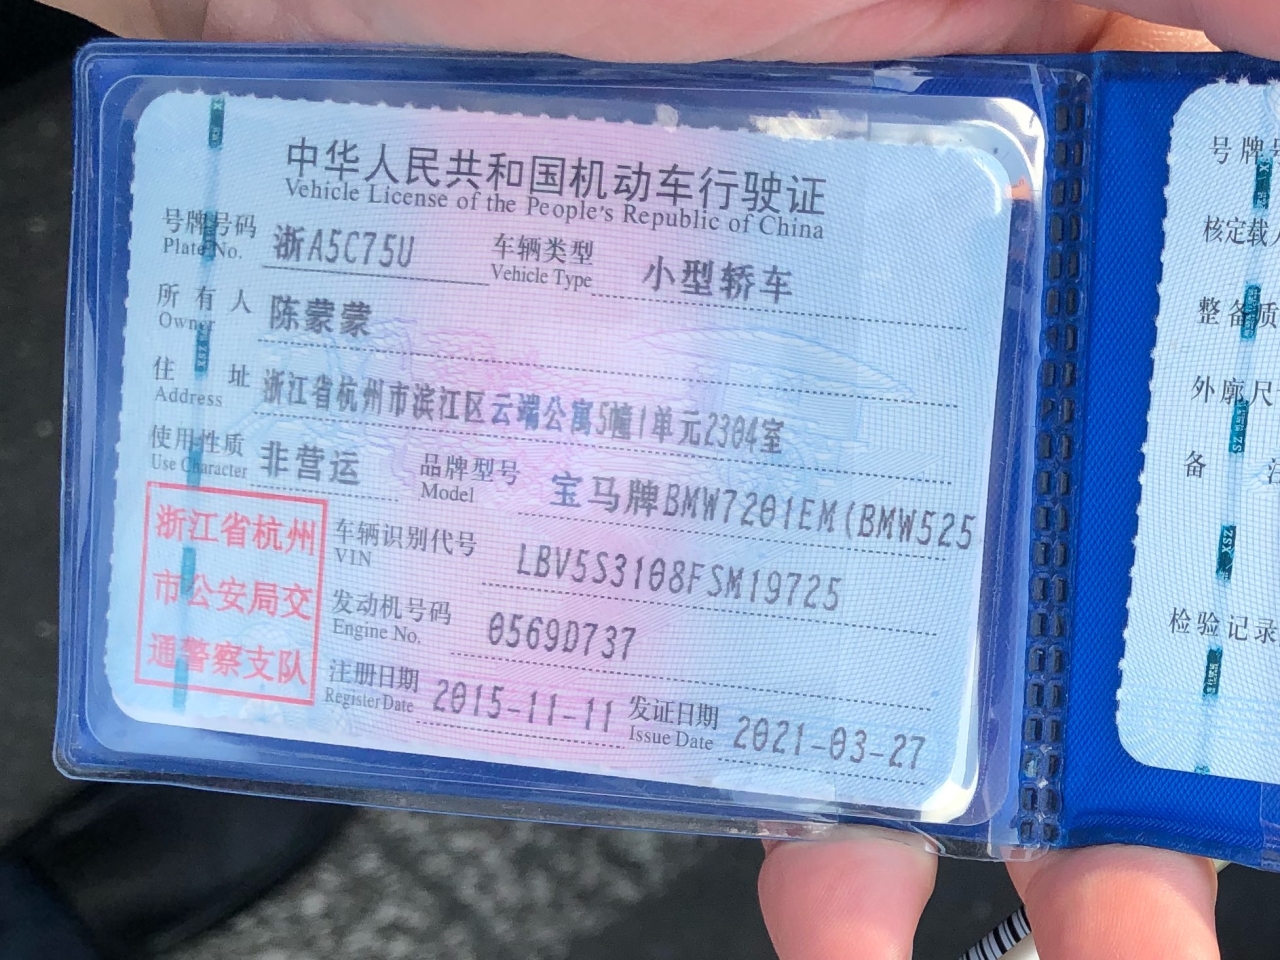 中华人民共和国机动车行驶证
Vehicle License of the People's Republic of China
号牌号码 浙A5C75U 车辆类型 小型轿车
Plate No. Vehicle Type
所有人 陈蒙蒙
Owner
住址 浙江省杭州市滨江区云端公寓5幢1单元2304室
Address
使用性质 非营运 品牌型号 宝马牌BMW7201EM(BMW525
Use Character Model
浙江省杭州
市公安局交
通警察支队
车辆识别代号 LBV5S3108FSM19725
VIN
发动机号码 0569D737
Engine No.
注册日期 2015-11-11 发证日期 2021-03-27
Register Date Issue Date
号牌号
核定载人
整备质
外廓尺
备
检验记录